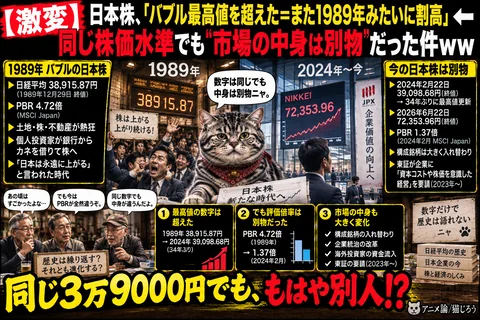 【激変】
日本株、「バブル最高値を超えた=また1989年みたいに割高」←
同じ株価水準でも“市場の中身は別物”だった件ww
1989年 バブルの日本株
日経平均 38,915.87円
(1989年12月29日 終値)
PBR 4.72倍
(MSCI Japan)
土地・株・不動産が熱狂
個人投資家が銀行から
カネを借りて株へ
「日本は永遠に上がる」
と言われた時代
1989年
38915.87
株は上がる
上がり続ける!
数字は同じでも
中身は別物ニャ。
日本株
新たな時代へ
2024年〜今
NIKKEI
72,353.96
JPX
企業価値の向上へ
今の日本株は別物
2024年2月22日
39,098.68円(終値)
→34年ぶりに最高値更新
2026年6月22日
72,353.96円(終値)
PBR 1.37倍
(2024年2月 MSCI Japan)
構成銘柄は大きく入れ替わり
東証が企業に
「資本コストや株価を意識した
経営」を要請(2023年〜)
あの頃は
すごかったよな…
でも今は
PBRが全然違うぞ。
同じ数字でも
中身が違うんだよ。
歴史は繰り返す?
それとも進化する?
1 最高値の数字は
超えた
1989年 38,915.87円
→ 2024年 39,098.68円
(34年ぶり)
2 でも評価倍率は
別物だった
PBR 4.72倍
(1989年)
→ 1.37倍
(2024年2月)
3 市場の中身も
大きく変化
構成銘柄の入れ替わり
企業統治の改革
海外投資家の資金流入
東証の要請(2023年〜)
数字だけで
歴史は語れない
ニャ
日経平均の歴史
日本企業の今
株と経済のしくみ
同じ3万9000円でも、もはや別人!?
アニメ論/猫じろう